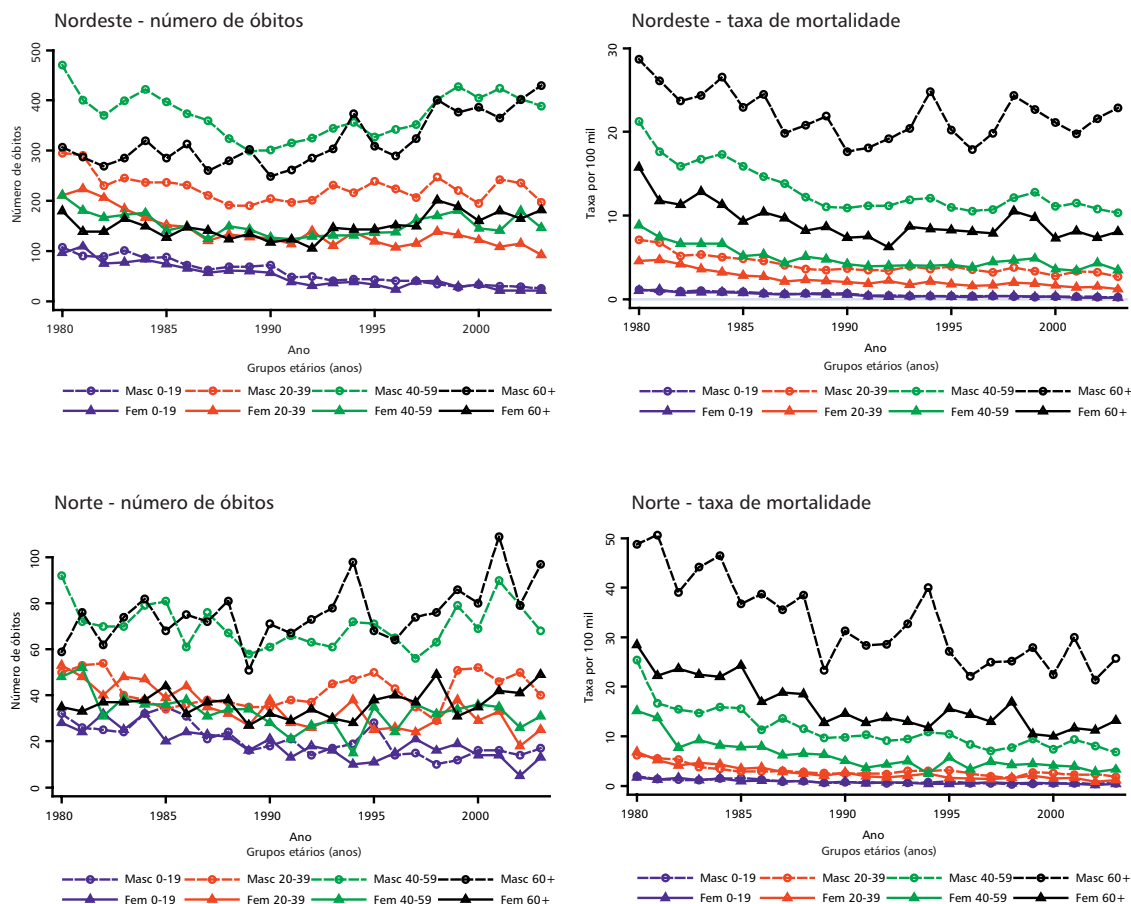 Nordeste - número de óbitos
Número de óbitos
500
400
300
200
100
0
1980 1985 1990 1995 2000
Ano
Grupos etários (anos)
Masc 0-19 Masc 20-39 Masc 40-59 Masc 60+
Fem 0-19 Fem 20-39 Fem 40-59 Fem 60+
Nordeste - taxa de mortalidade
Taxa por 100 mil
30
20
10
0
1980 1985 1990 1995 2000
Ano
Grupos etários (anos)
Masc 0-19 Masc 20-39 Masc 40-59 Masc 60+
Fem 0-19 Fem 20-39 Fem 40-59 Fem 60+
Norte - número de óbitos
Número de óbitos
100
80
60
40
20
0
1980 1985 1990 1995 2000
Ano
Grupos etários (anos)
Masc 0-19 Masc 20-39 Masc 40-59 Masc 60+
Fem 0-19 Fem 20-39 Fem 40-59 Fem 60+
Norte - taxa de mortalidade
Taxa por 100 mil
50
40
30
20
10
0
1980 1985 1990 1995 2000
Ano
Grupos etários (anos)
Masc 0-19 Masc 20-39 Masc 40-59 Masc 60+
Fem 0-19 Fem 20-39 Fem 40-59 Fem 60+